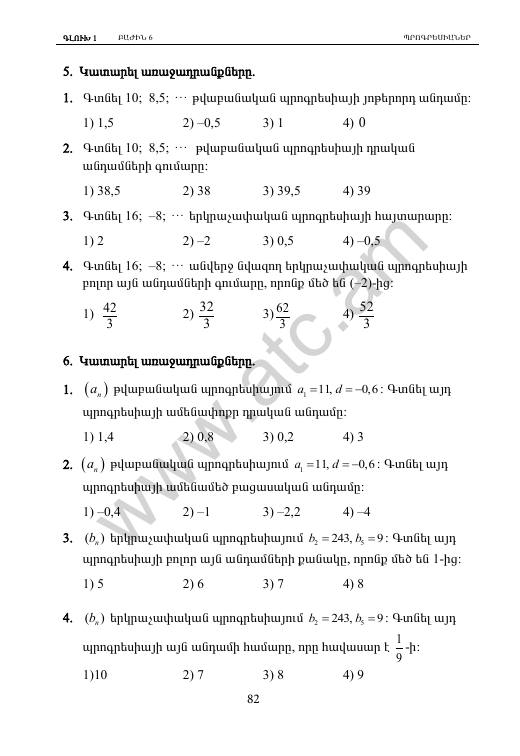 ԳԼՈՒԽ 1 ԲԱԺԻՆ 6 ՊՐՈԳՐԵՍԻԱՆԵՐ
5. Կատարել առաջադրանքները.
1. Գտնել 10; 8,5; ⋯ թվաբանական պրոգրեսիայի յոթերորդ անդամը:
1) 1,5 2) –0,5 3) 1 4) 0
2. Գտնել 10; 8,5; ⋯ թվաբանական պրոգրեսիայի դրական
անդամների գումարը:
1) 38,5 2) 38 3) 39,5 4) 39
3. Գտնել 16; –8; ⋯ երկրաչափական պրոգրեսիայի հայտարարը:
1) 2 2) –2 3) 0,5 4) –0,5
4. Գտնել 16; –8; ⋯ անվերջ նվազող երկրաչափական պրոգրեսիայի
բոլոր այն անդամների գումարը, որոնք մեծ են (–2)-ից:
1) 42/3 2) 32/3 3) 62/3 4) 52/3
6. Կատարել առաջադրանքները.
1. (aₙ) թվաբանական պրոգրեսիայում a₁ = 11, d = –0,6 : Գտնել այդ
պրոգրեսիայի ամենափոքր դրական անդամը:
1) 1,4 2) 0,8 3) 0,2 4) 3
2. (aₙ) թվաբանական պրոգրեսիայում a₁ = 11, d = –0,6 : Գտնել այդ
պրոգրեսիայի ամենամեծ բացասական անդամը:
1) –0,4 2) –1 3) –2,2 4) –4
3. (bₙ) երկրաչափական պրոգրեսիայում b₂ = 243, b₅ = 9 : Գտնել այդ
պրոգրեսիայի բոլոր այն անդամների քանակը, որոնք մեծ են 1-ից:
1) 5 2) 6 3) 7 4) 8
4. (bₙ) երկրաչափական պրոգրեսիայում b₂ = 243, b₅ = 9 : Գտնել այդ
պրոգրեսիայի այն անդամի համարը, որը հավասար է 1/9 -ի:
1)10 2) 7 3) 8 4) 9
82
www.atc.am